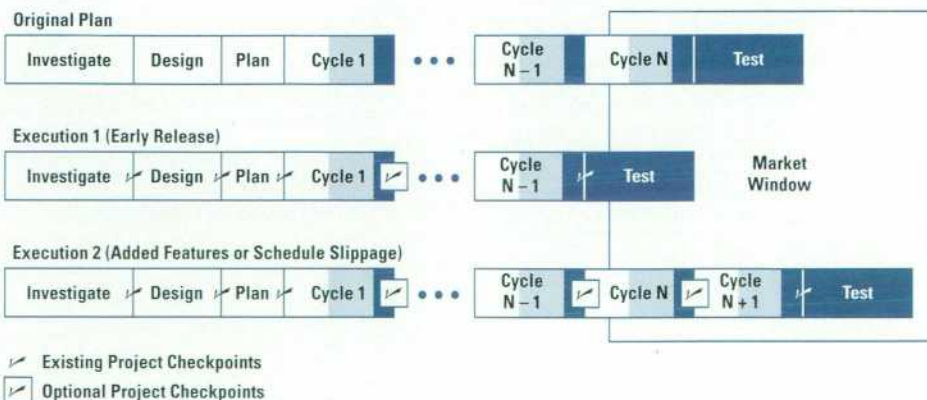 Original Plan
Investigate Design Plan Cycle 1 • • • Cycle N – 1 Cycle N Test
Execution 1 (Early Release)
Investigate Design Plan Cycle 1 • • • Cycle N – 1 Test
Market Window
Execution 2 (Added Features or Schedule Slippage)
Investigate Design Plan Cycle 1 • • • Cycle N – 1 Cycle N Cycle N + 1 Test
Existing Project Checkpoints
Optional Project Checkpoints